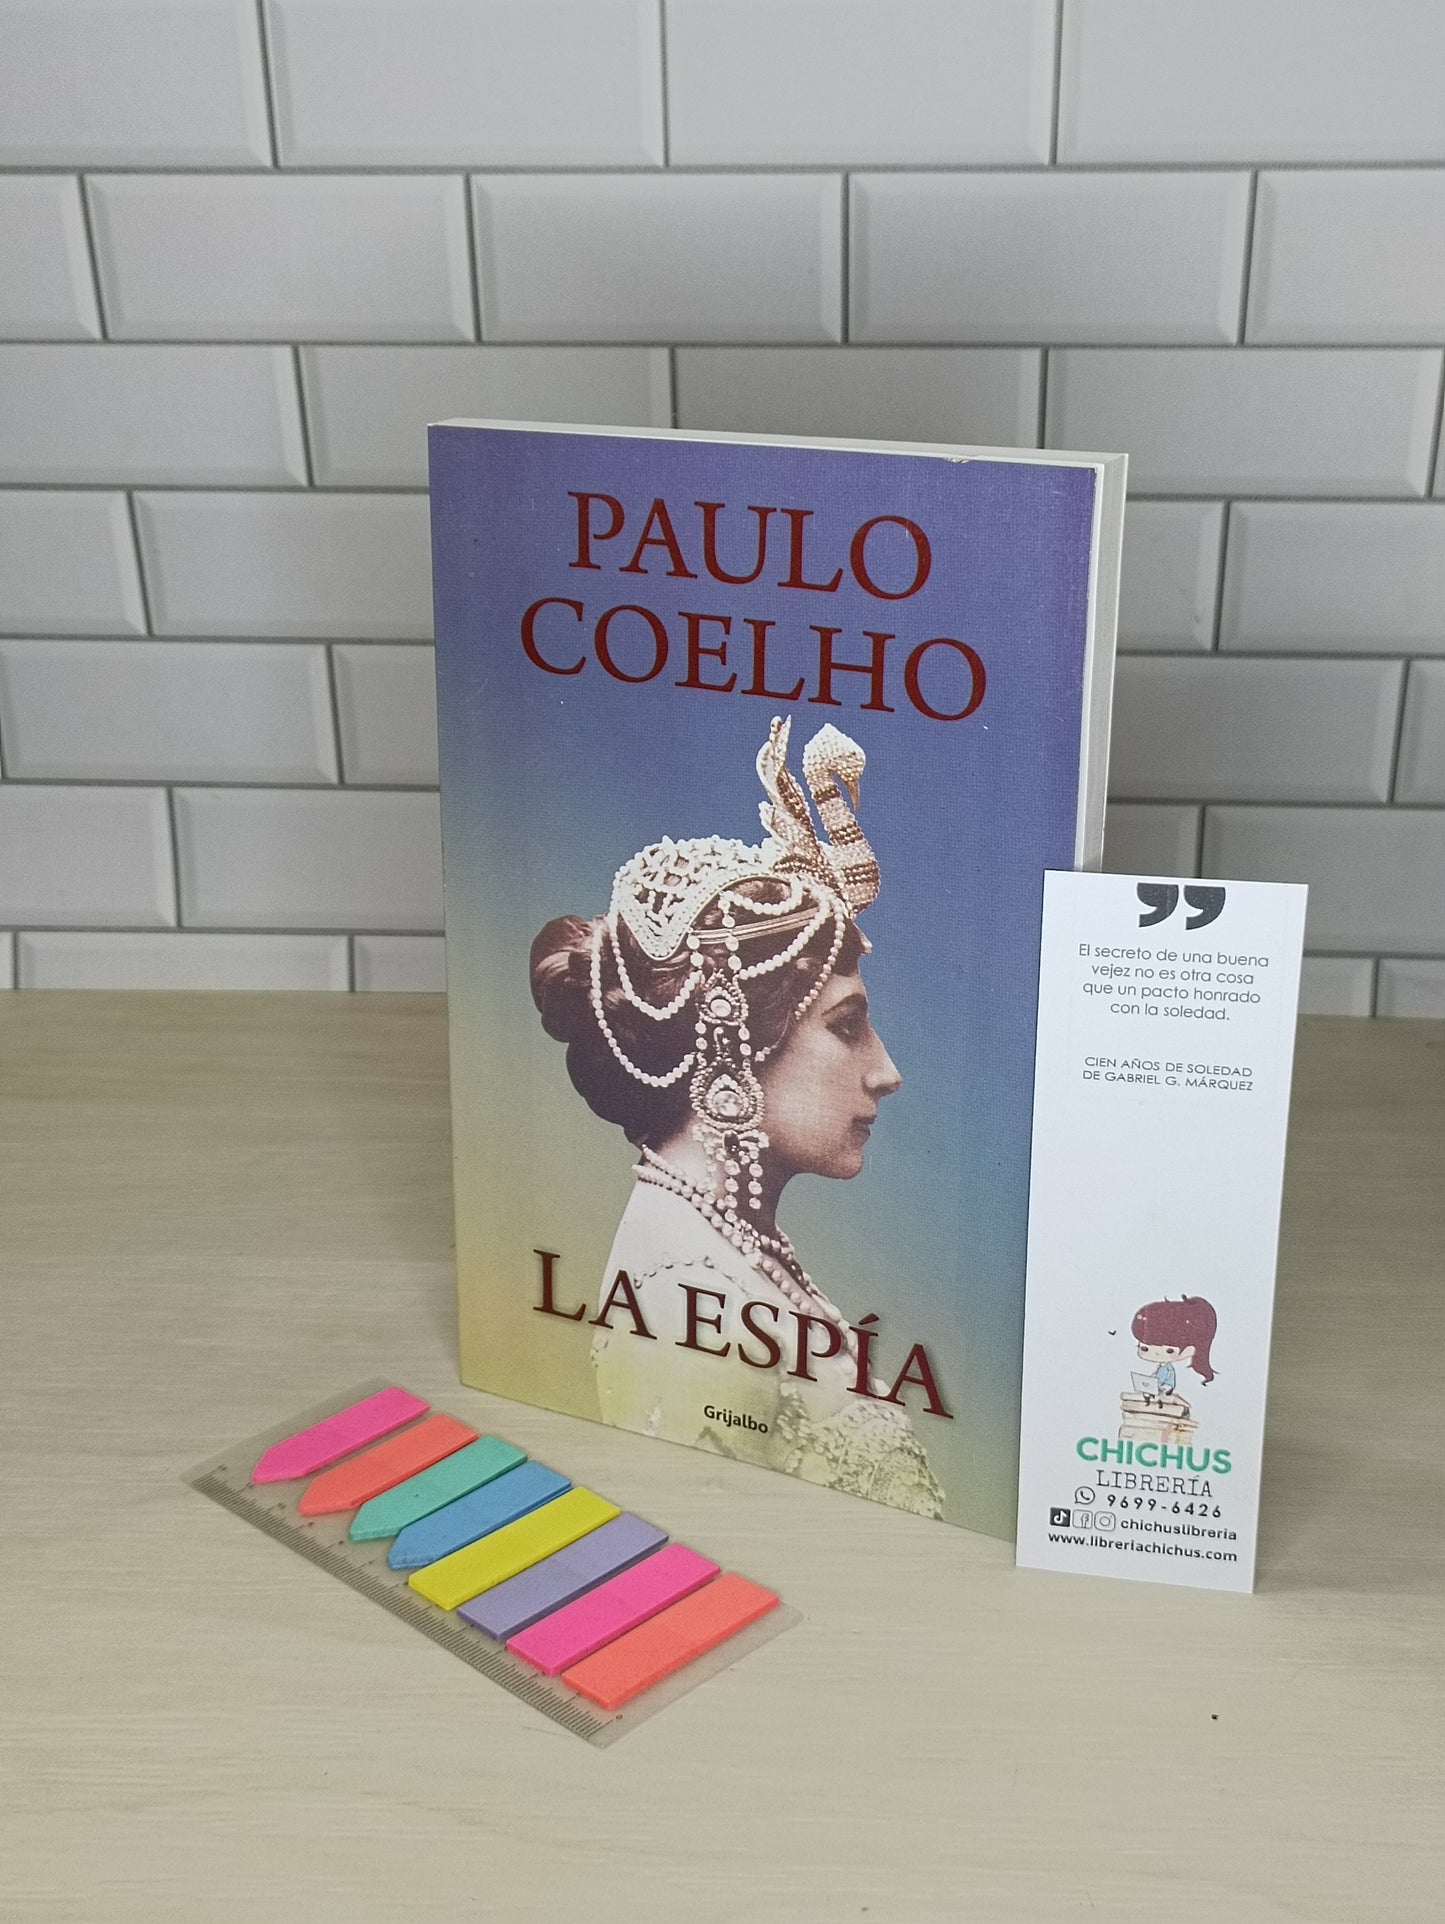 PAULO
COELHO
LA ESPÍA
Grijalbo
El secreto de una buena
vejez no es otra cosa
que un pacto honrado
con la soledad.
CIEN AÑOS DE SOLEDAD
DE GABRIEL G. MÁRQUEZ
CHICHUS
LIBRERÍA
9699-6426
chichuslibreria
www.libreriachichus.com